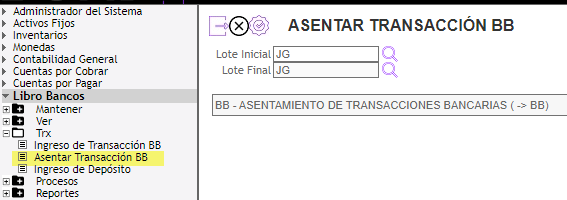 Administrador del Sistema
Activos Fijos
Inventarios
Monedas
Contabilidad General
Cuentas por Cobrar
Cuentas por Pagar
Libro Bancos
Mantener
Ver
Trx
Ingreso de Transacción BB
Asentar Transacción BB
Ingreso de Depósito
Procesos
Reportes
ASENTAR TRANSACCIÓN BB
Lote Inicial JG
Lote Final JG
BB - ASENTAMIENTO DE TRANSACCIONES BANCARIAS ( -> BB)